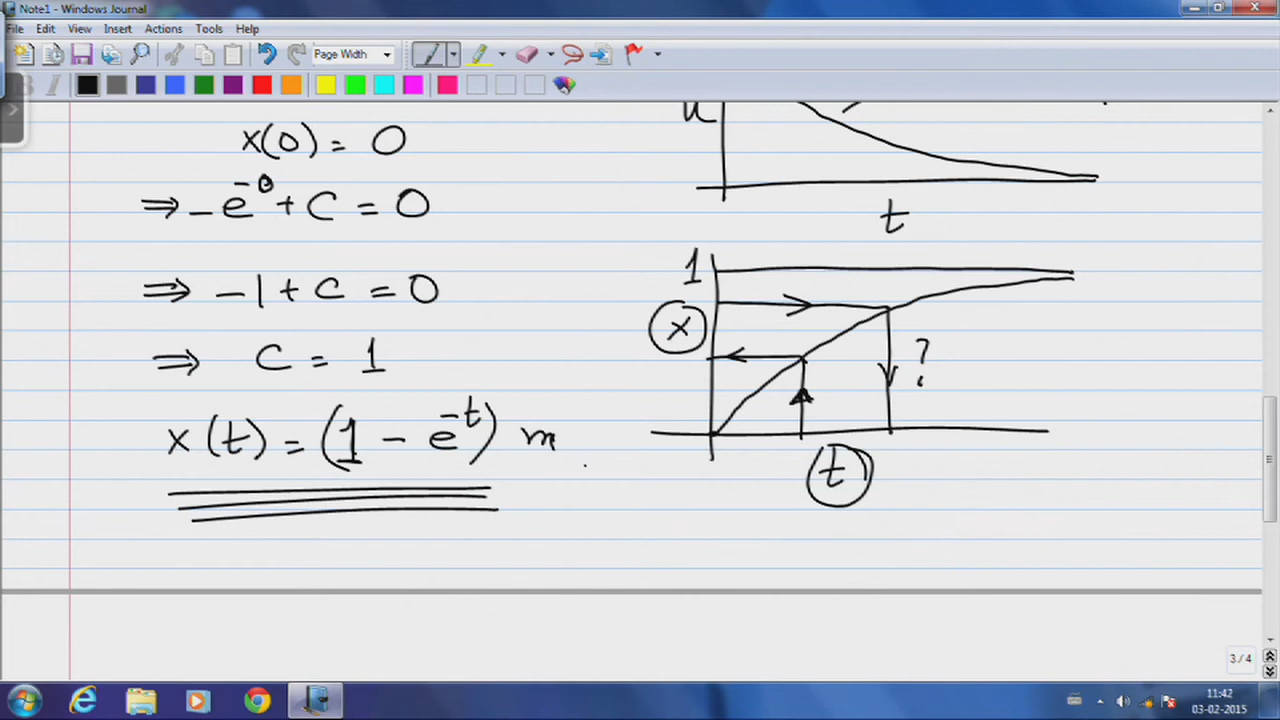 Note1 - Windows Journal
File Edit View Insert Actions Tools Help
Page Width
B I
x(0) = 0
⇒ -e^{-0} + C = 0
⇒ -1 + C = 0
⇒ C = 1
x(t) = (1 - e^{-t}) m
u
t
1
x
?
t
3 / 4
11:42
03-02-2015